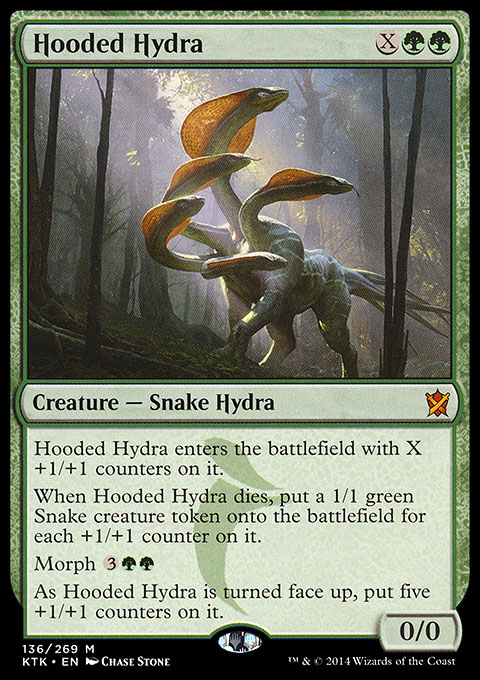 Hooded Hydra X
Creature — Snake Hydra
Hooded Hydra enters the battlefield with X
+1/+1 counters on it.
When Hooded Hydra dies, put a 1/1 green
Snake creature token onto the battlefield for
each +1/+1 counter on it.
Morph 3
As Hooded Hydra is turned face up, put five
+1/+1 counters on it.
0/0
136/269 M
KTK • EN Chase Stone
™ & © 2014 Wizards of the Coast